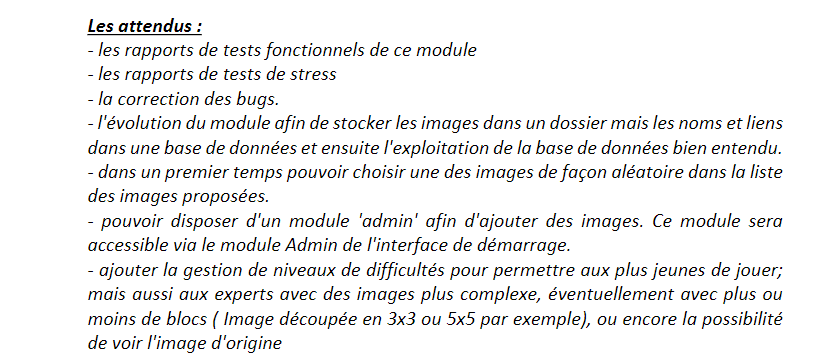 Les attendus :
- les rapports de tests fonctionnels de ce module
- les rapports de tests de stress
- la correction des bugs.
- l'évolution du module afin de stocker les images dans un dossier mais les noms et liens
dans une base de données et ensuite l'exploitation de la base de données bien entendu.
- dans un premier temps pouvoir choisir une des images de façon aléatoire dans la liste
des images proposées.
- pouvoir disposer d'un module 'admin' afin d'ajouter des images. Ce module sera
accessible via le module Admin de l'interface de démarrage.
- ajouter la gestion de niveaux de difficultés pour permettre aux plus jeunes de jouer;
mais aussi aux experts avec des images plus complexe, éventuellement avec plus ou
moins de blocs ( Image découpée en 3x3 ou 5x5 par exemple), ou encore la possibilité
de voir l'image d'origine